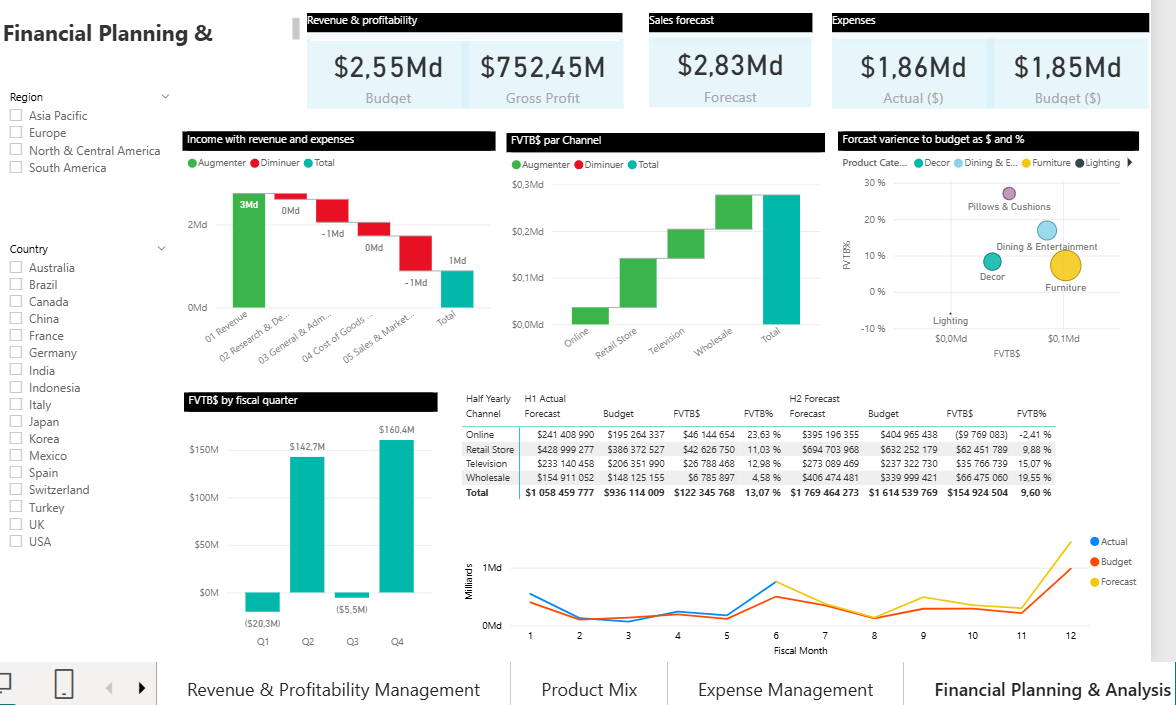 Financial Planning &
Revenue & profitability
$2,55Md
Budget
$752,45M
Gross Profit
Sales forecast
$2,83Md
Forecast
Expenses
$1,86Md
Actual ($)
$1,85Md
Budget ($)
Region
Asia Pacific
Europe
North & Central America
South America
Country
Australia
Brazil
Canada
China
France
Germany
India
Indonesia
Italy
Japan
Korea
Mexico
Spain
Switzerland
Turkey
UK
USA
Income with revenue and expenses
Augmenter Diminuer Total
2Md
0Md
3Md
0Md
-1Md
0Md
-1Md
1Md
01 Revenue
02 Research & De...
03 General & Adm...
04 Cost of Goods ...
05 Sales & Market...
Total
FVTB$ par Channel
Augmenter Diminuer Total
$0,3Md
$0,2Md
$0,1Md
$0,0Md
Online
Retail Store
Television
Wholesale
Total
Forcast varience to budget as $ and %
Product Cate... Decor Dining & E... Furniture Lighting
30 %
20 %
10 %
0 %
-10 %
FVTB%
Pillows & Cushions
Dining & Entertainment
Decor
Furniture
Lighting
$0,0Md $0,1Md
FVTB$
FVTB$ by fiscal quarter
$150M
$100M
$50M
$0M
($20,3M)
$142,7M
($5,5M)
$160,4M
Q1 Q2 Q3 Q4
Half Yearly H1 Actual H2 Forecast
Channel Forecast Budget FVTB$ FVTB% Forecast Budget FVTB$ FVTB%
Online $241 408 990 $195 264 337 $46 144 654 23,63 % $395 196 355 $404 965 438 ($9 769 083) -2,41 %
Retail Store $428 999 277 $386 372 527 $42 626 750 11,03 % $694 703 968 $632 252 179 $62 451 789 9,88 %
Television $233 140 458 $206 351 990 $26 788 468 12,98 % $273 089 469 $237 322 730 $35 766 739 15,07 %
Wholesale $154 911 052 $148 125 155 $6 785 897 4,58 % $406 474 481 $339 999 421 $66 475 060 19,55 %
Total $1 058 459 777 $936 114 009 $122 345 768 13,07 % $1 769 464 273 $1 614 539 769 $154 924 504 9,60 %
Milliards
1Md
0Md
1 2 3 4 5 6 7 8 9 10 11 12
Fiscal Month
Actual
Budget
Forecast
Revenue & Profitability Management
Product Mix
Expense Management
Financial Planning & Analysis